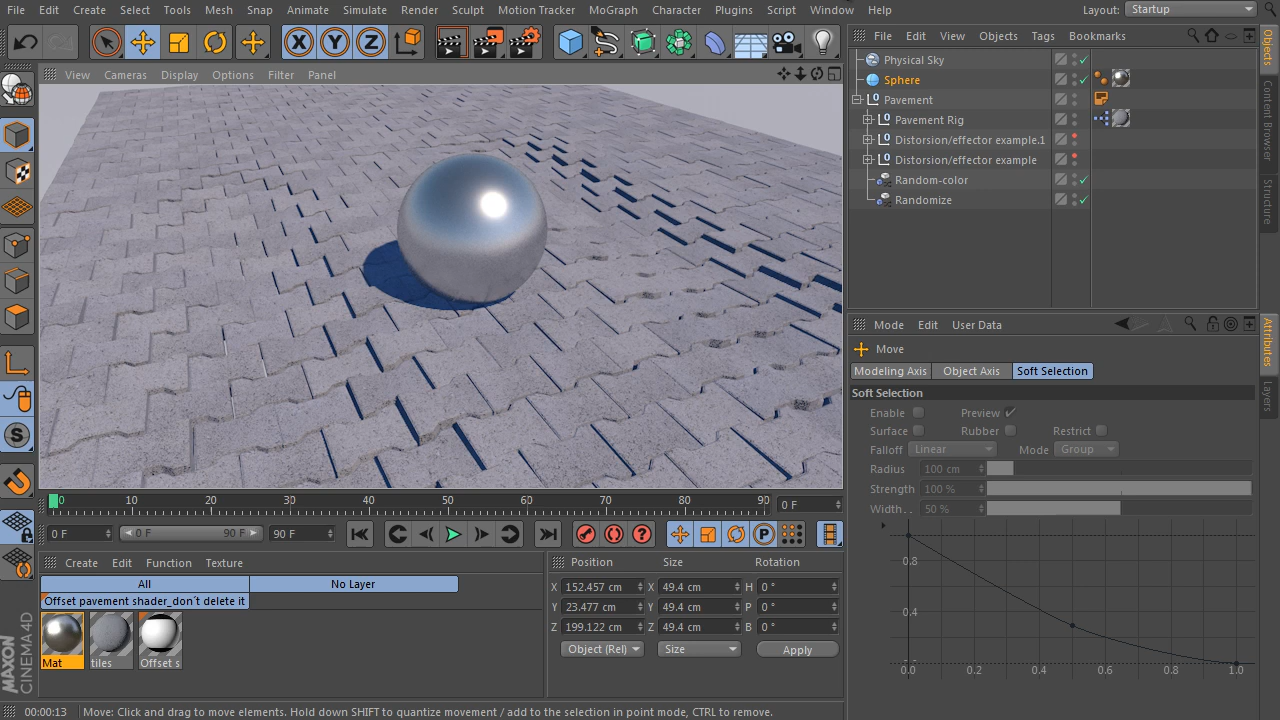 File Edit Create Select Tools Mesh Snap Animate Simulate Render Sculpt Motion Tracker MoGraph Character Plugins Script Window Help Layout: Startup
X Y Z
File Edit View Objects Tags Bookmarks
View Cameras Display Options Filter Panel
Physical Sky
Sphere
Pavement
Pavement Rig
Distorsion/effector example.1
Distorsion/effector example
Random-color
Randomize
Objects
Content Browser
Structure
Mode Edit User Data
Move
Modeling Axis Object Axis Soft Selection
Soft Selection
Enable Preview
Surface Rubber Restrict
Falloff Linear Mode Group
Radius 100 cm
Strength 100 %
Width.. 50 %
0.8
0.4
0.0 0.2 0.4 0.6 0.8 1.0
Attributes
Layers
0 10 20 30 40 50 60 70 80 90 0 F
0 F 0 F 90 F 90 F
Create Edit Function Texture
All No Layer
Offset pavement shader_don´t delete it
Mat tiles Offset s
Position Size Rotation
X 152.457 cm X 49.4 cm H 0 °
Y 23.477 cm Y 49.4 cm P 0 °
Z 199.122 cm Z 49.4 cm B 0 °
Object (Rel) Size Apply
MAXON
CINEMA 4D
00:00:13 Move: Click and drag to move elements. Hold down SHIFT to quantize movement / add to the selection in point mode, CTRL to remove.